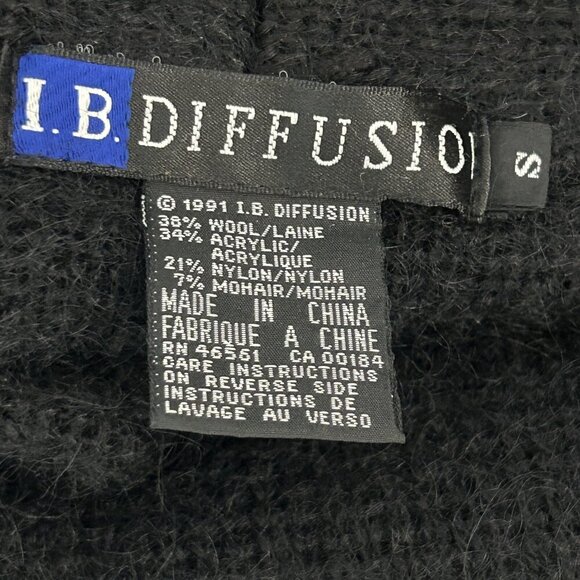 I.B. DIFFUSIO
S
© 1991 I.B. DIFFUSION
38% WOOL/LAINE
34% ACRYLIC/
ACRYLIQUE
21% NYLON/NYLON
7% MOHAIR/MOHAIR
MADE IN CHINA
FABRIQUE A CHINE
RN 46561 CA 00184
CARE INSTRUCTIONS
ON REVERSE SIDE
INSTRUCTIONS DE
LAVAGE AU VERSO